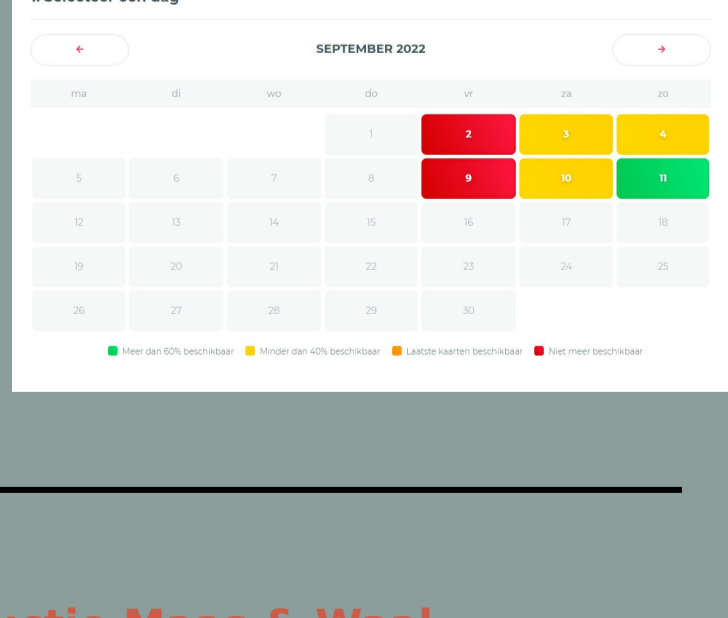 ← SEPTEMBER 2022 →
ma di wo do vr za zo
1 2 3 4
5 6 7 8 9 10 11
12 13 14 15 16 17 18
19 20 21 22 23 24 25
26 27 28 29 30
Meer dan 60% beschikbaar Minder dan 40% beschikbaar Laatste kaarten beschikbaar Niet meer beschikbaar